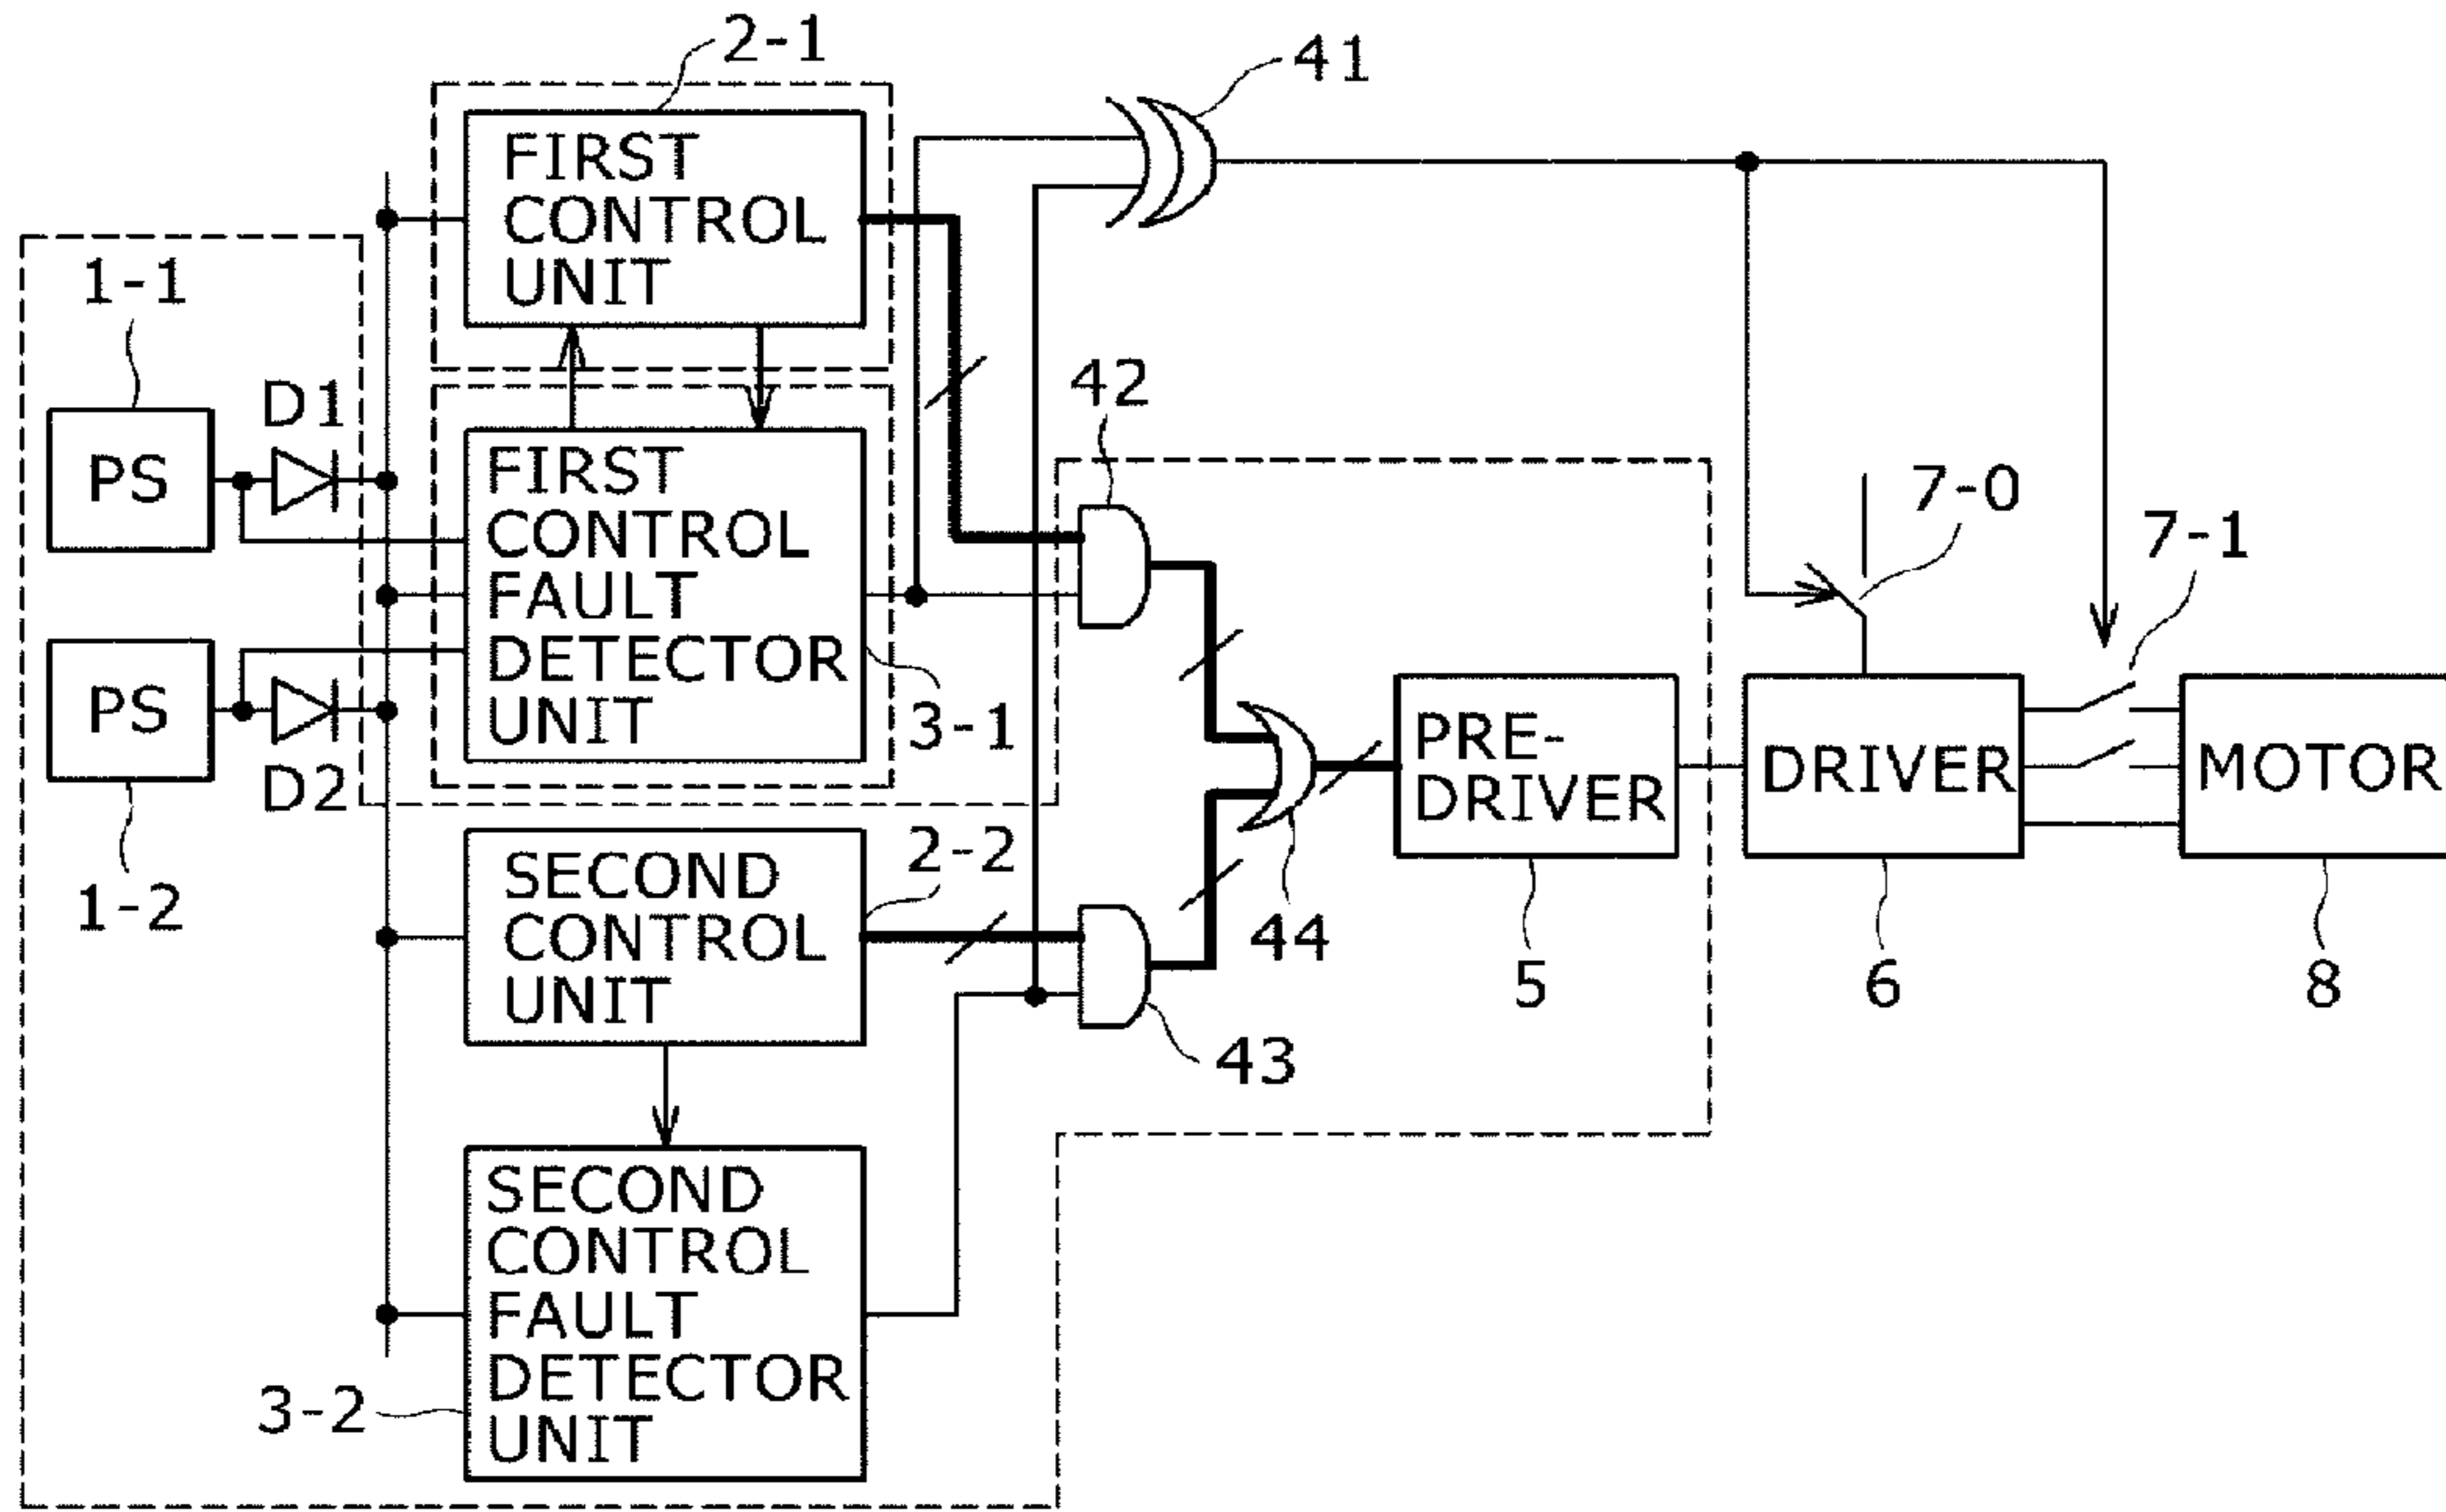 2-1
41
FIRST
CONTROL
UNIT
1-1
D1
PS
FIRST
CONTROL
FAULT
DETECTOR
UNIT
42
7-0
7-1
PS
D2
1-2
3-1
PRE-
DRIVER
DRIVER
MOTOR
SECOND
CONTROL
UNIT
2-2
44
5
6
8
43
SECOND
CONTROL
FAULT
DETECTOR
UNIT
3-2